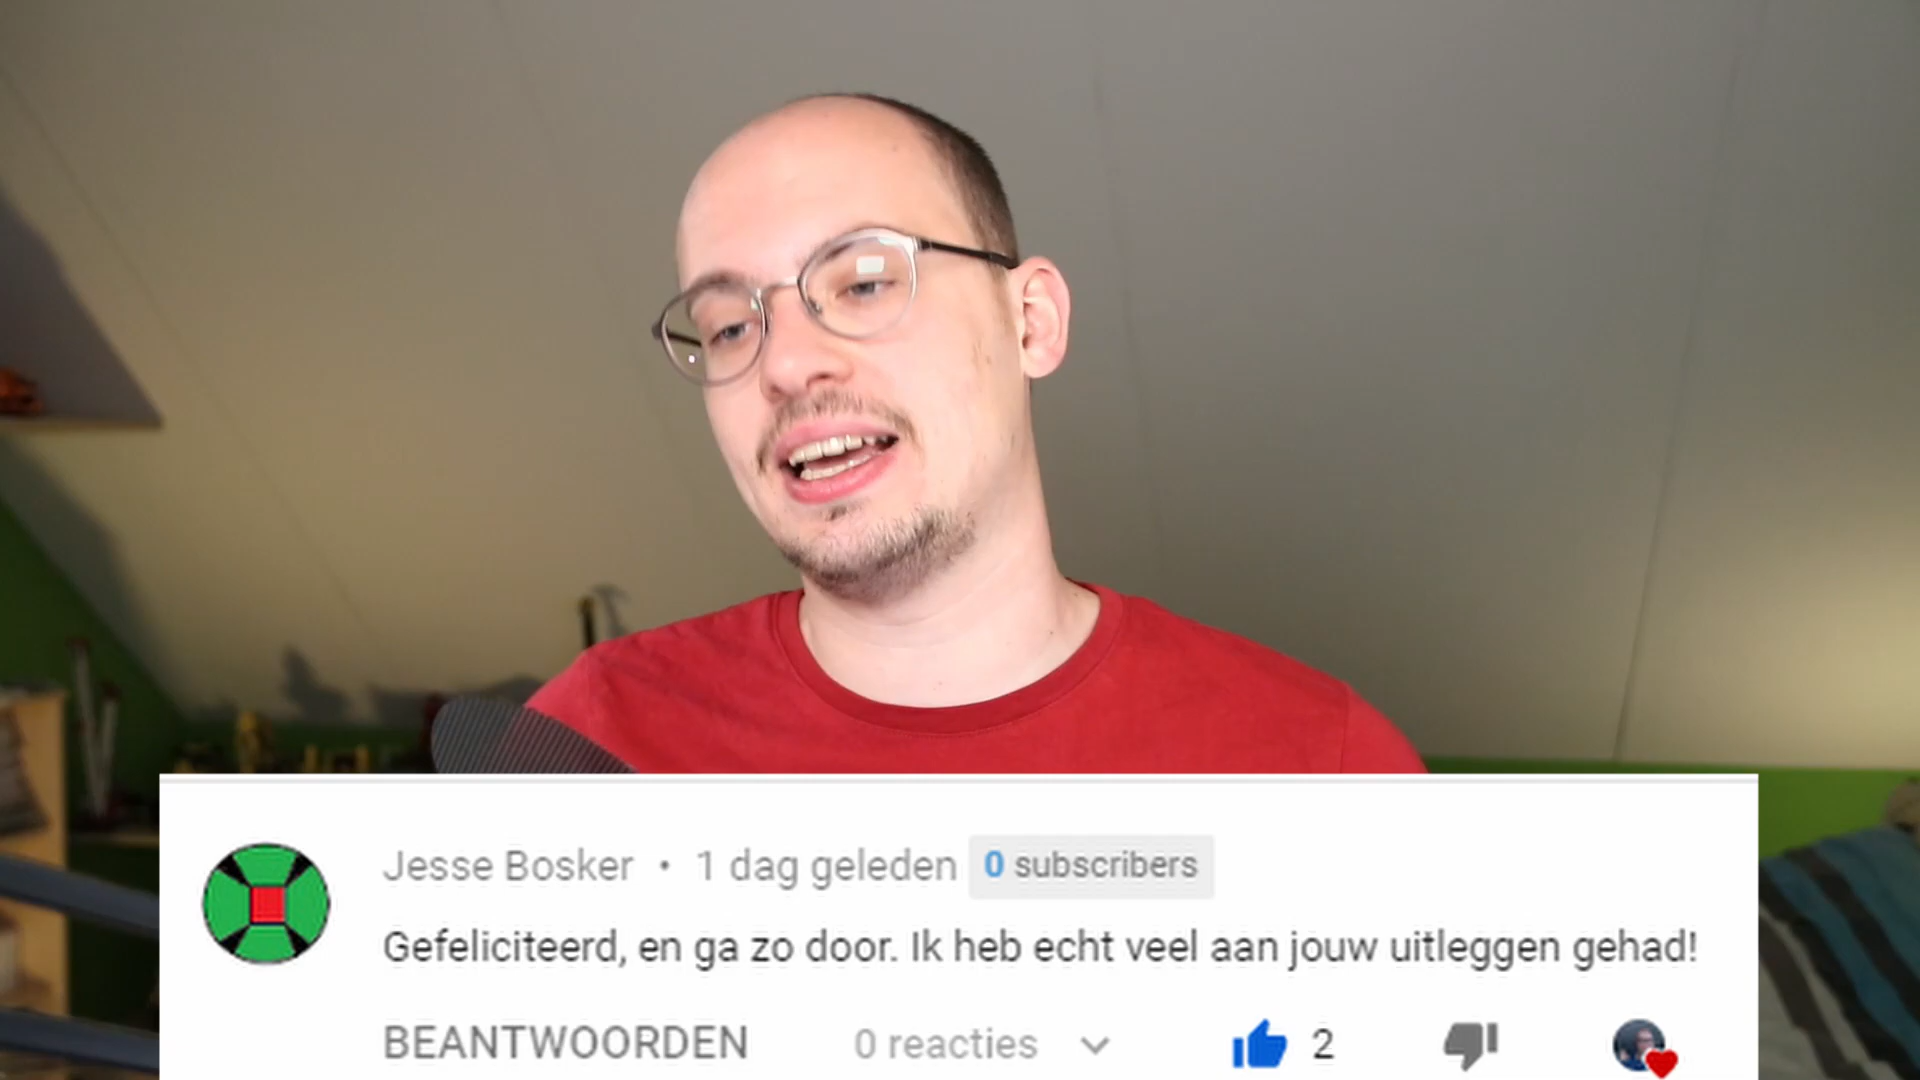 Jesse Bosker • 1 dag geleden 0 subscribers
Gefeliciteerd, en ga zo door. Ik heb echt veel aan jouw uitleggen gehad!
BEANTWOORDEN 0 reacties 2